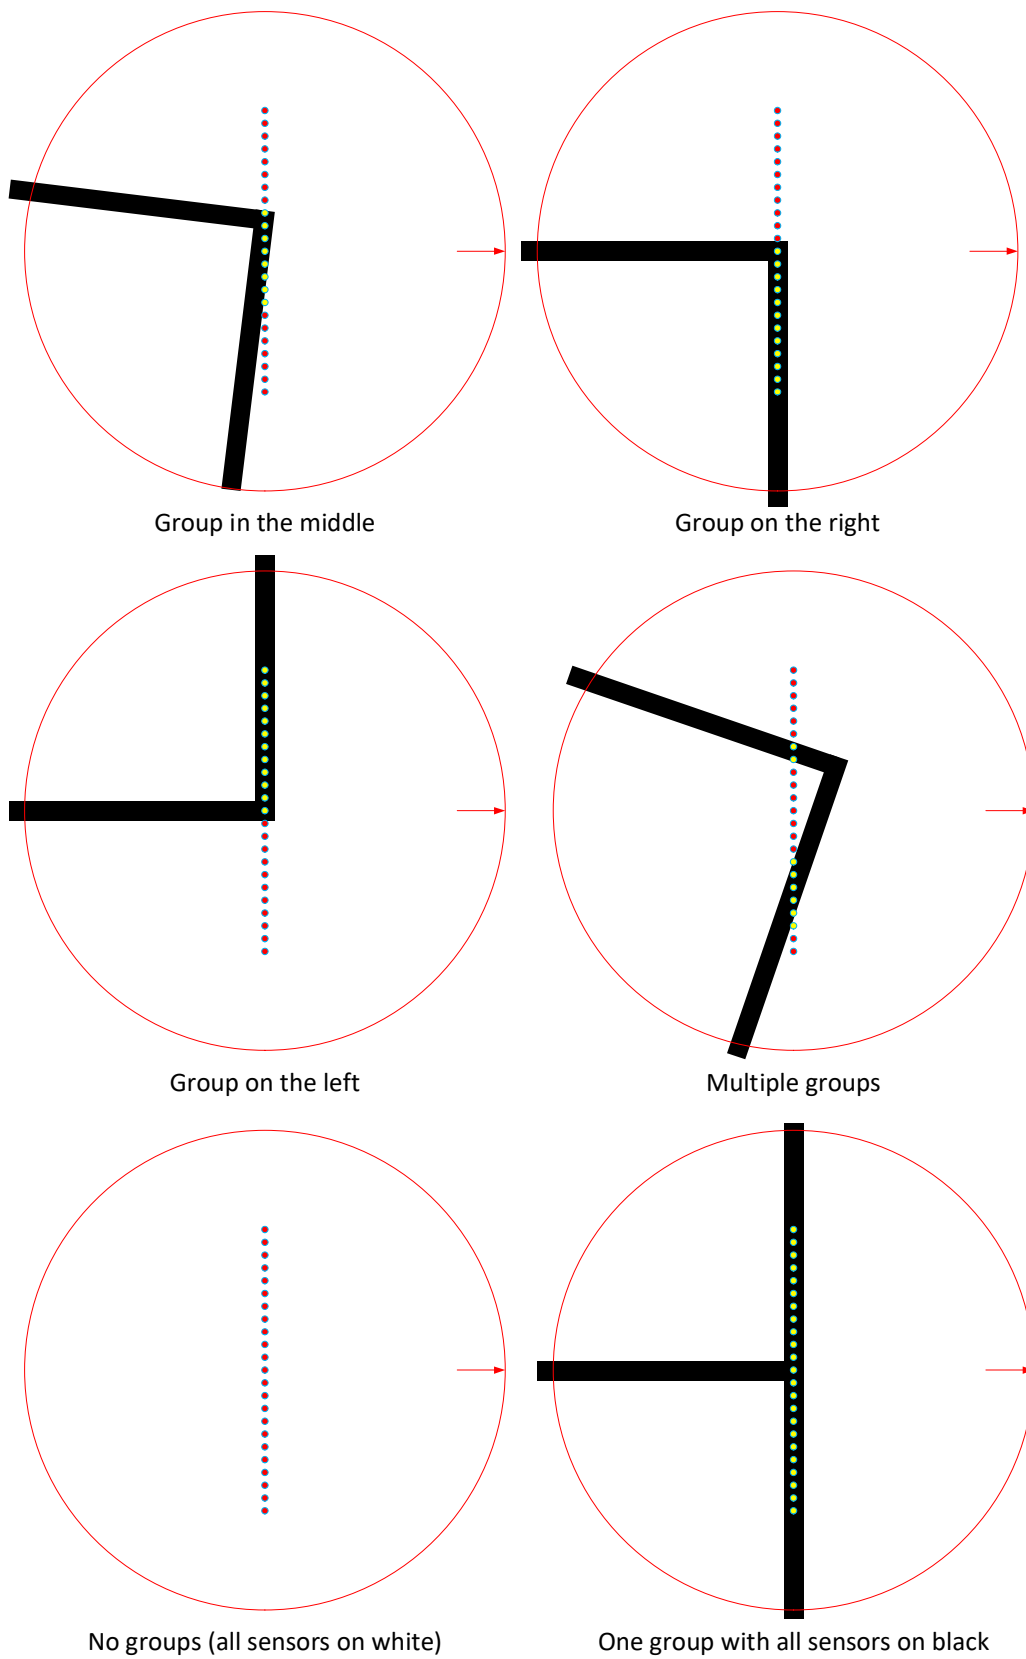 Group in the middle
Group on the right
Group on the left
Multiple groups
No groups (all sensors on white)
One group with all sensors on black